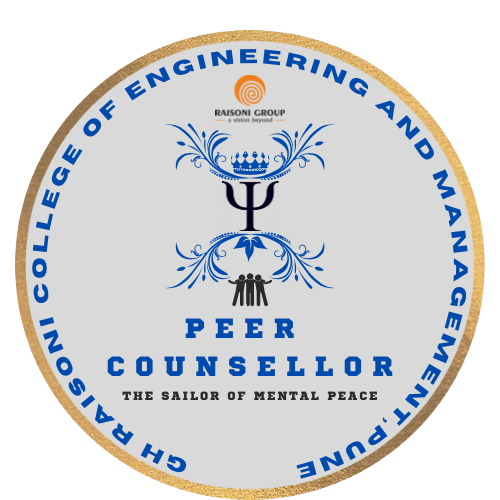 GH RAISONI COLLEGE OF ENGINEERING AND MANAGEMENT, PUNE
RAISONI GROUP
a vision beyond
Ψ
PEER
COUNSELLOR
THE SAILOR OF MENTAL PEACE